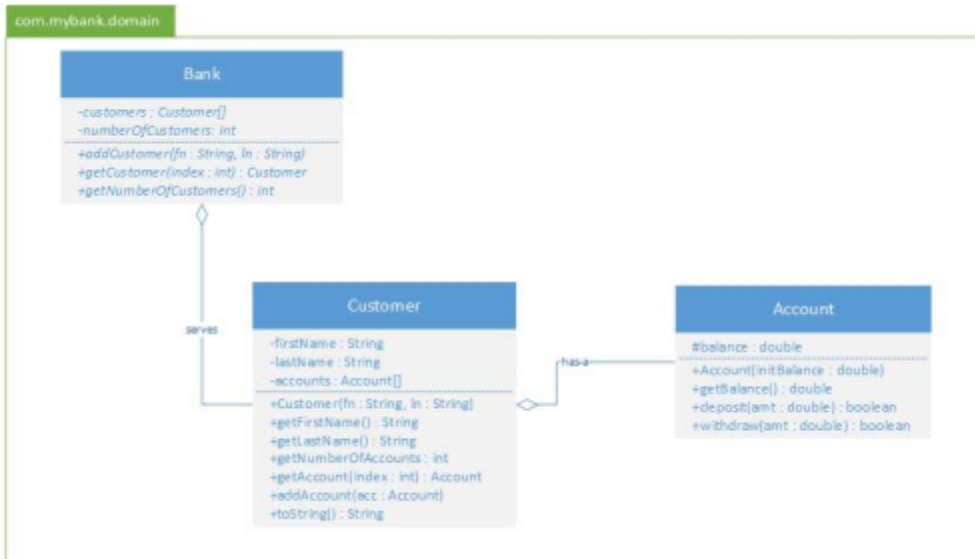 com.mybank.domain
Bank
-customers : Customer[]
-numberOfCustomers: int
+addCustomer(fn : String, ln : String)
+getCustomer(index : int) : Customer
+getNumberOfCustomers() : int
serves
Customer
-firstName : String
-lastName : String
-accounts : Account[]
+Customer(fn : String, ln : String)
+getFirstName() : String
+getLastName() : String
+getNumberOfAccounts : int
+getAccount(index : int) : Account
+addAccount(acc : Account)
+toString() : String
has-a
Account
#balance : double
+Account(initBalance : double)
+getBalance() : double
+deposit(amt : double) : boolean
+withdraw(amt : double) : boolean